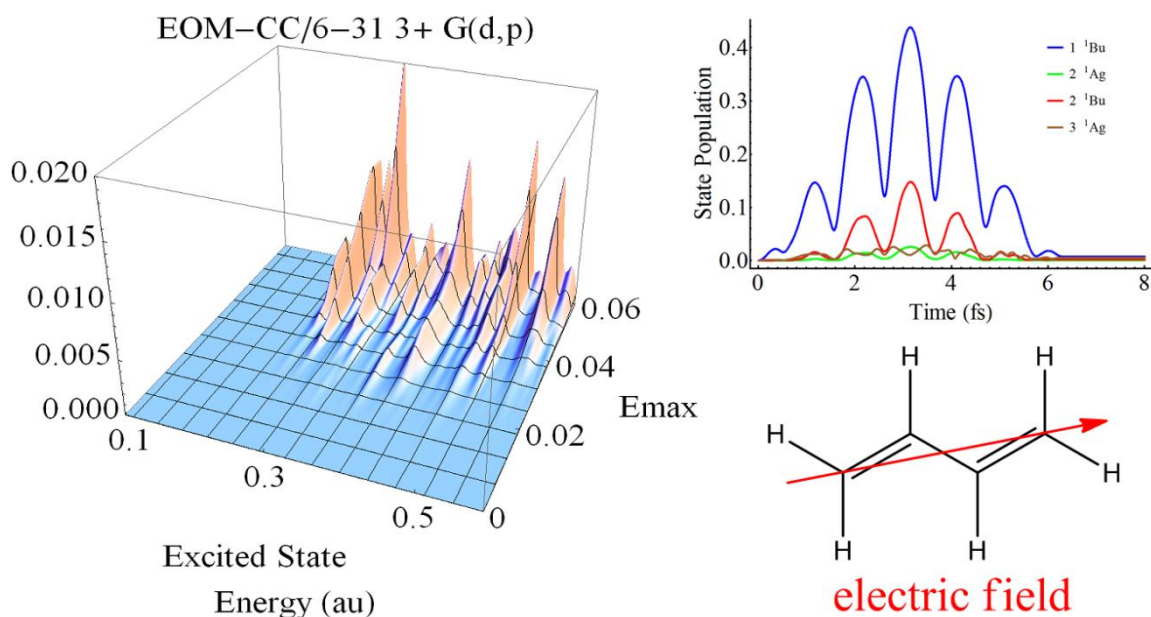 EOM–CC/6–31 3+ G(d,p)
0.020
0.015
0.010
0.005
0.000
0.1
0.3
0.5
Excited State
Energy (au)
0
0.02
0.04
0.06
Emax
State Population
0.4
0.3
0.2
0.1
0.0
1 ¹Bu
2 ¹Ag
2 ¹Bu
3 ¹Ag
0
2
4
6
8
Time (fs)
H
H
H
H
H
H
electric field